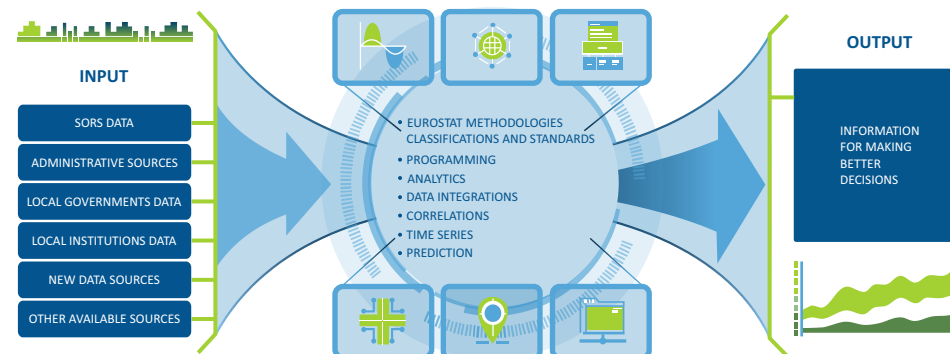 INPUT
SORS DATA
ADMINISTRATIVE SOURCES
LOCAL GOVERNMENTS DATA
LOCAL INSTITUTIONS DATA
NEW DATA SOURCES
OTHER AVAILABLE SOURCES
• EUROSTAT METHODOLOGIES
CLASSIFICATIONS AND STANDARDS
• PROGRAMMING
• ANALYTICS
• DATA INTEGRATIONS
• CORRELATIONS
• TIME SERIES
• PREDICTION
OUTPUT
INFORMATION
FOR MAKING
BETTER
DECISIONS